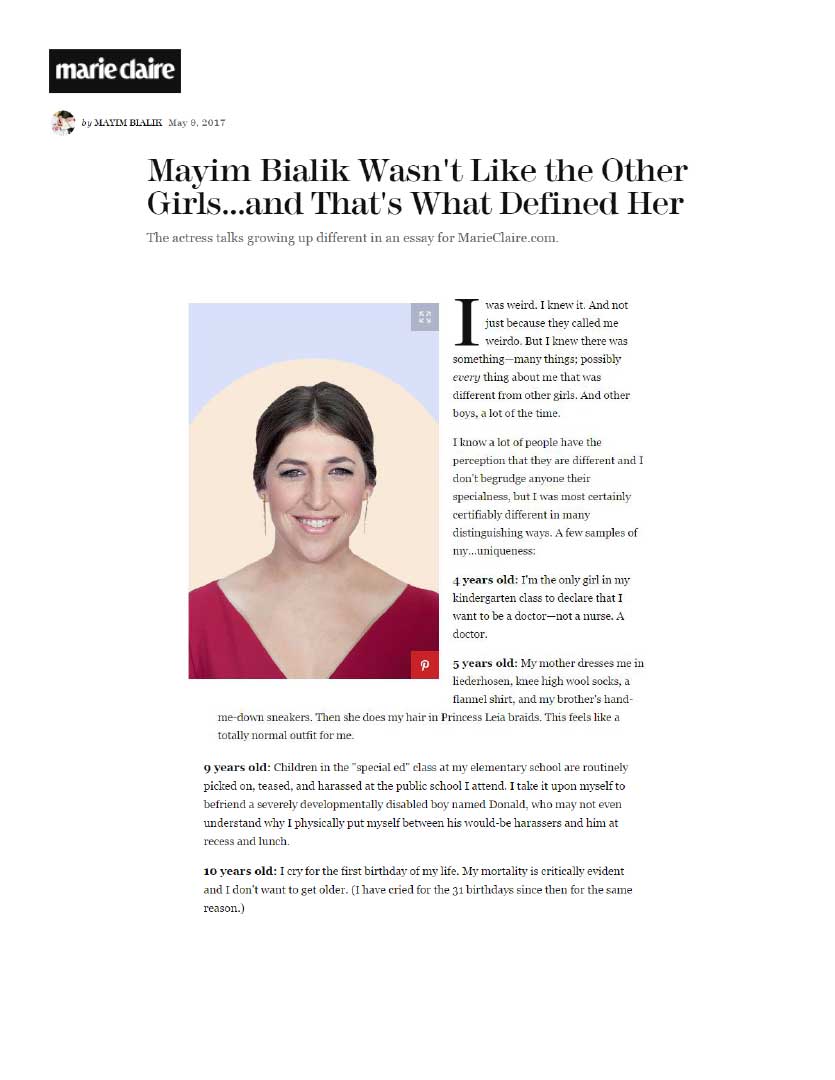 marie claire
by MAYIM BIALIK May 9, 2017
Mayim Bialik Wasn't Like the Other
Girls...and That's What Defined Her
The actress talks growing up different in an essay for MarieClaire.com.
I was weird. I knew it. And not
just because they called me
weirdo. But I knew there was
something—many things; possibly
every thing about me that was
different from other girls. And other
boys, a lot of the time.
I know a lot of people have the
perception that they are different and I
don't begrudge anyone their
specialness, but I was most certainly
certifiably different in many
distinguishing ways. A few samples of
my...uniqueness:
4 years old: I'm the only girl in my
kindergarten class to declare that I
want to be a doctor—not a nurse. A
doctor.
5 years old: My mother dresses me in
liederhosen, knee high wool socks, a
flannel shirt, and my brother's hand-
me-down sneakers. Then she does my hair in Princess Leia braids. This feels like a
totally normal outfit for me.
9 years old: Children in the "special ed" class at my elementary school are routinely
picked on, teased, and harassed at the public school I attend. I take it upon myself to
befriend a severely developmentally disabled boy named Donald, who may not even
understand why I physically put myself between his would-be harassers and him at
recess and lunch.
10 years old: I cry for the first birthday of my life. My mortality is critically evident
and I don't want to get older. (I have cried for the 31 birthdays since then for the same
reason.)